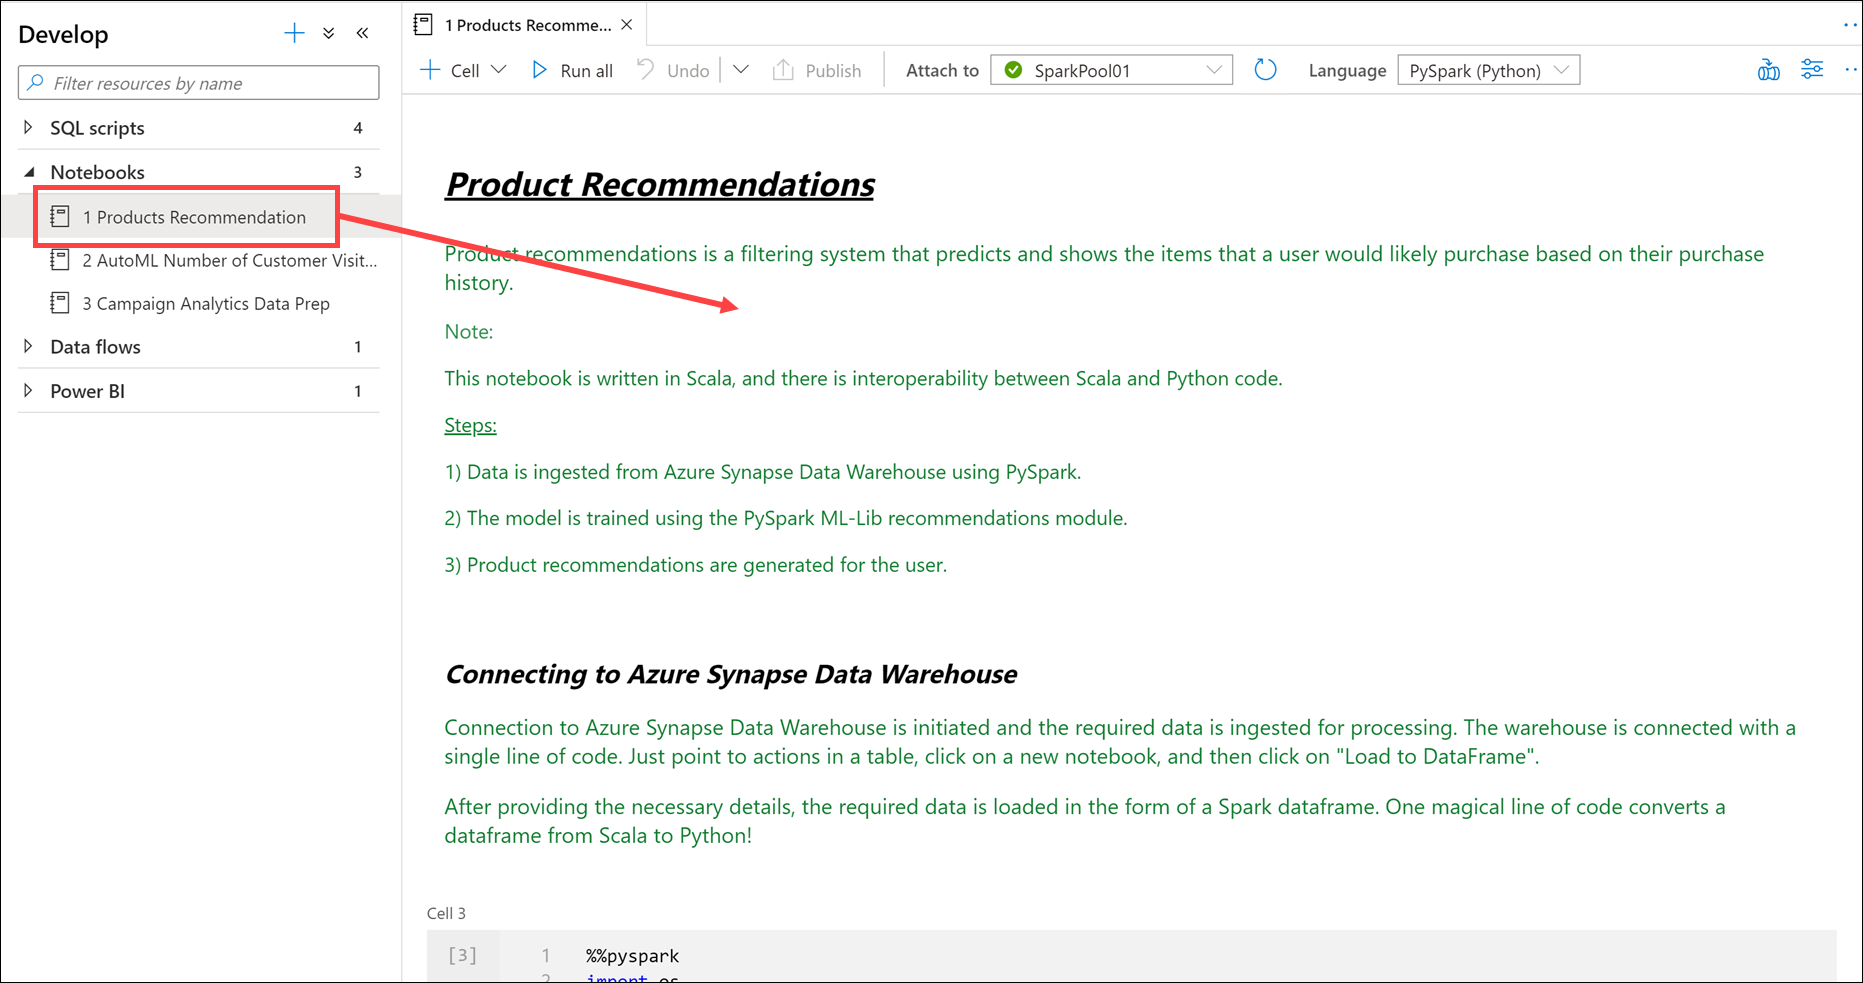 Develop
Filter resources by name
SQL scripts 4
Notebooks 3
1 Products Recommendation
2 AutoML Number of Customer Visit...
3 Campaign Analytics Data Prep
Data flows 1
Power BI 1
1 Products Recomme...
Cell Run all Undo Publish Attach to SparkPool01 Language PySpark (Python)
Product Recommendations
Product recommendations is a filtering system that predicts and shows the items that a user would likely purchase based on their purchase
history.
Note:
This notebook is written in Scala, and there is interoperability between Scala and Python code.
Steps:
1) Data is ingested from Azure Synapse Data Warehouse using PySpark.
2) The model is trained using the PySpark ML-Lib recommendations module.
3) Product recommendations are generated for the user.
Connecting to Azure Synapse Data Warehouse
Connection to Azure Synapse Data Warehouse is initiated and the required data is ingested for processing. The warehouse is connected with a
single line of code. Just point to actions in a table, click on a new notebook, and then click on "Load to DataFrame".
After providing the necessary details, the required data is loaded in the form of a Spark dataframe. One magical line of code converts a
dataframe from Scala to Python!
Cell 3
[3] 1 %%pyspark
2 import os